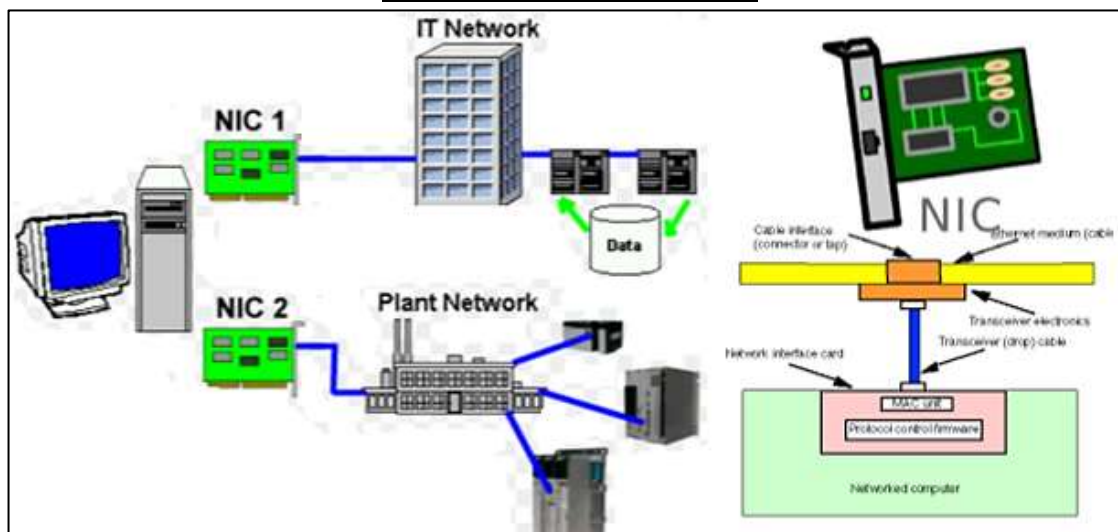 IT Network
NIC 1
Data
NIC 2
Plant Network
NIC
Cable interface
(connector or tap)
Ethernet medium (cable
Transceiver electronics
Transceiver (drop) cable
Network interface card
MAC unit
Protocol control firmware
Networked computer